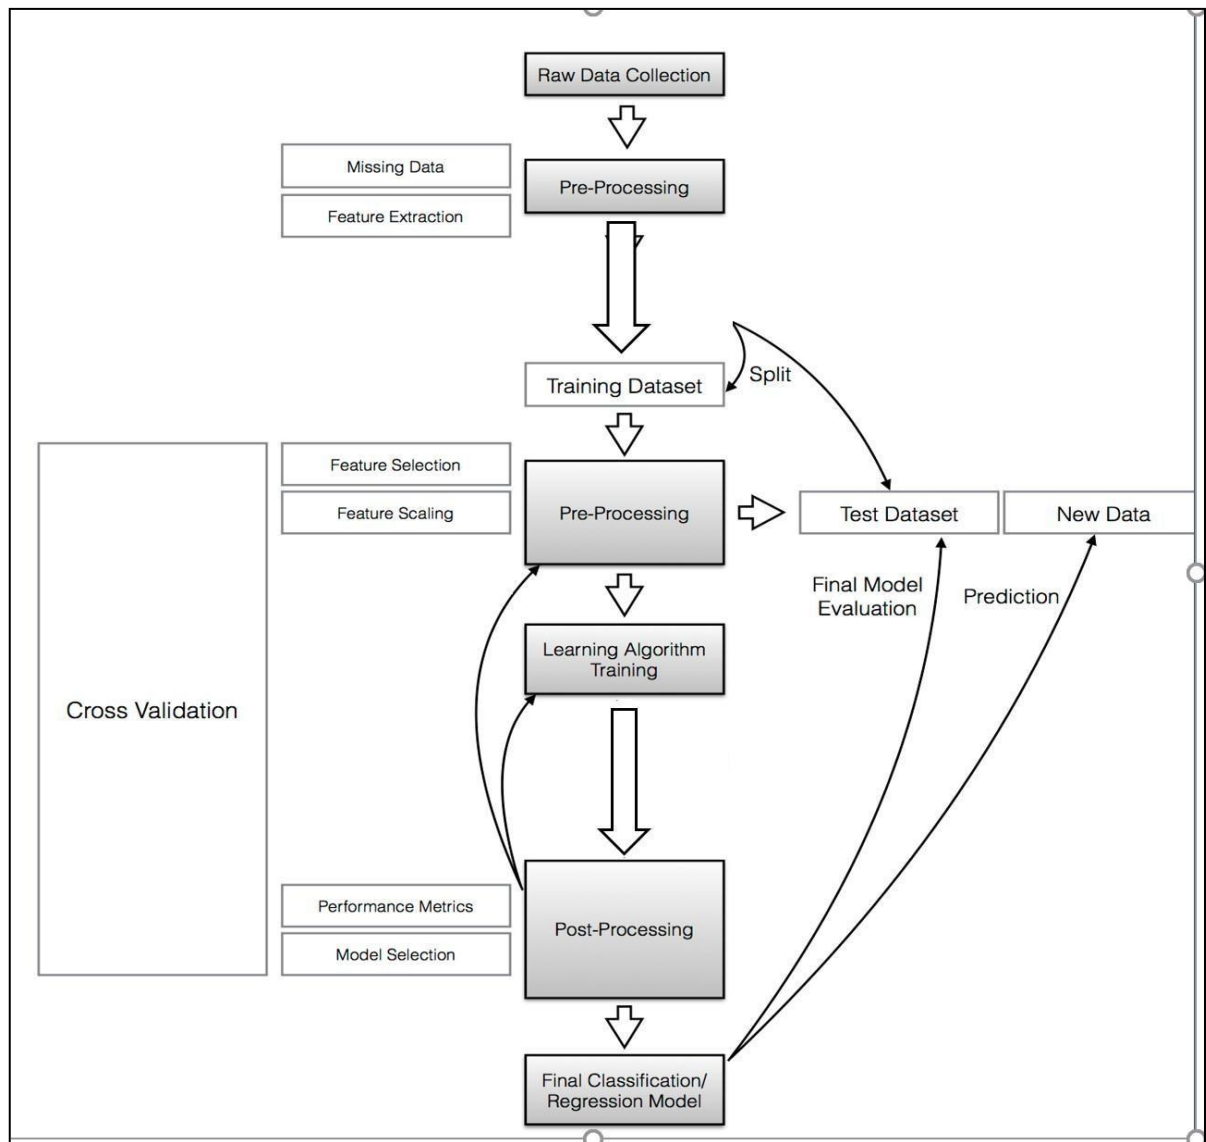 Raw Data Collection
Missing Data
Pre-Processing
Feature Extraction
Training Dataset
Split
Feature Selection
Feature Scaling
Pre-Processing
Test Dataset
New Data
Final Model
Evaluation
Prediction
Learning Algorithm
Training
Cross Validation
Performance Metrics
Post-Processing
Model Selection
Final Classification/
Regression Model